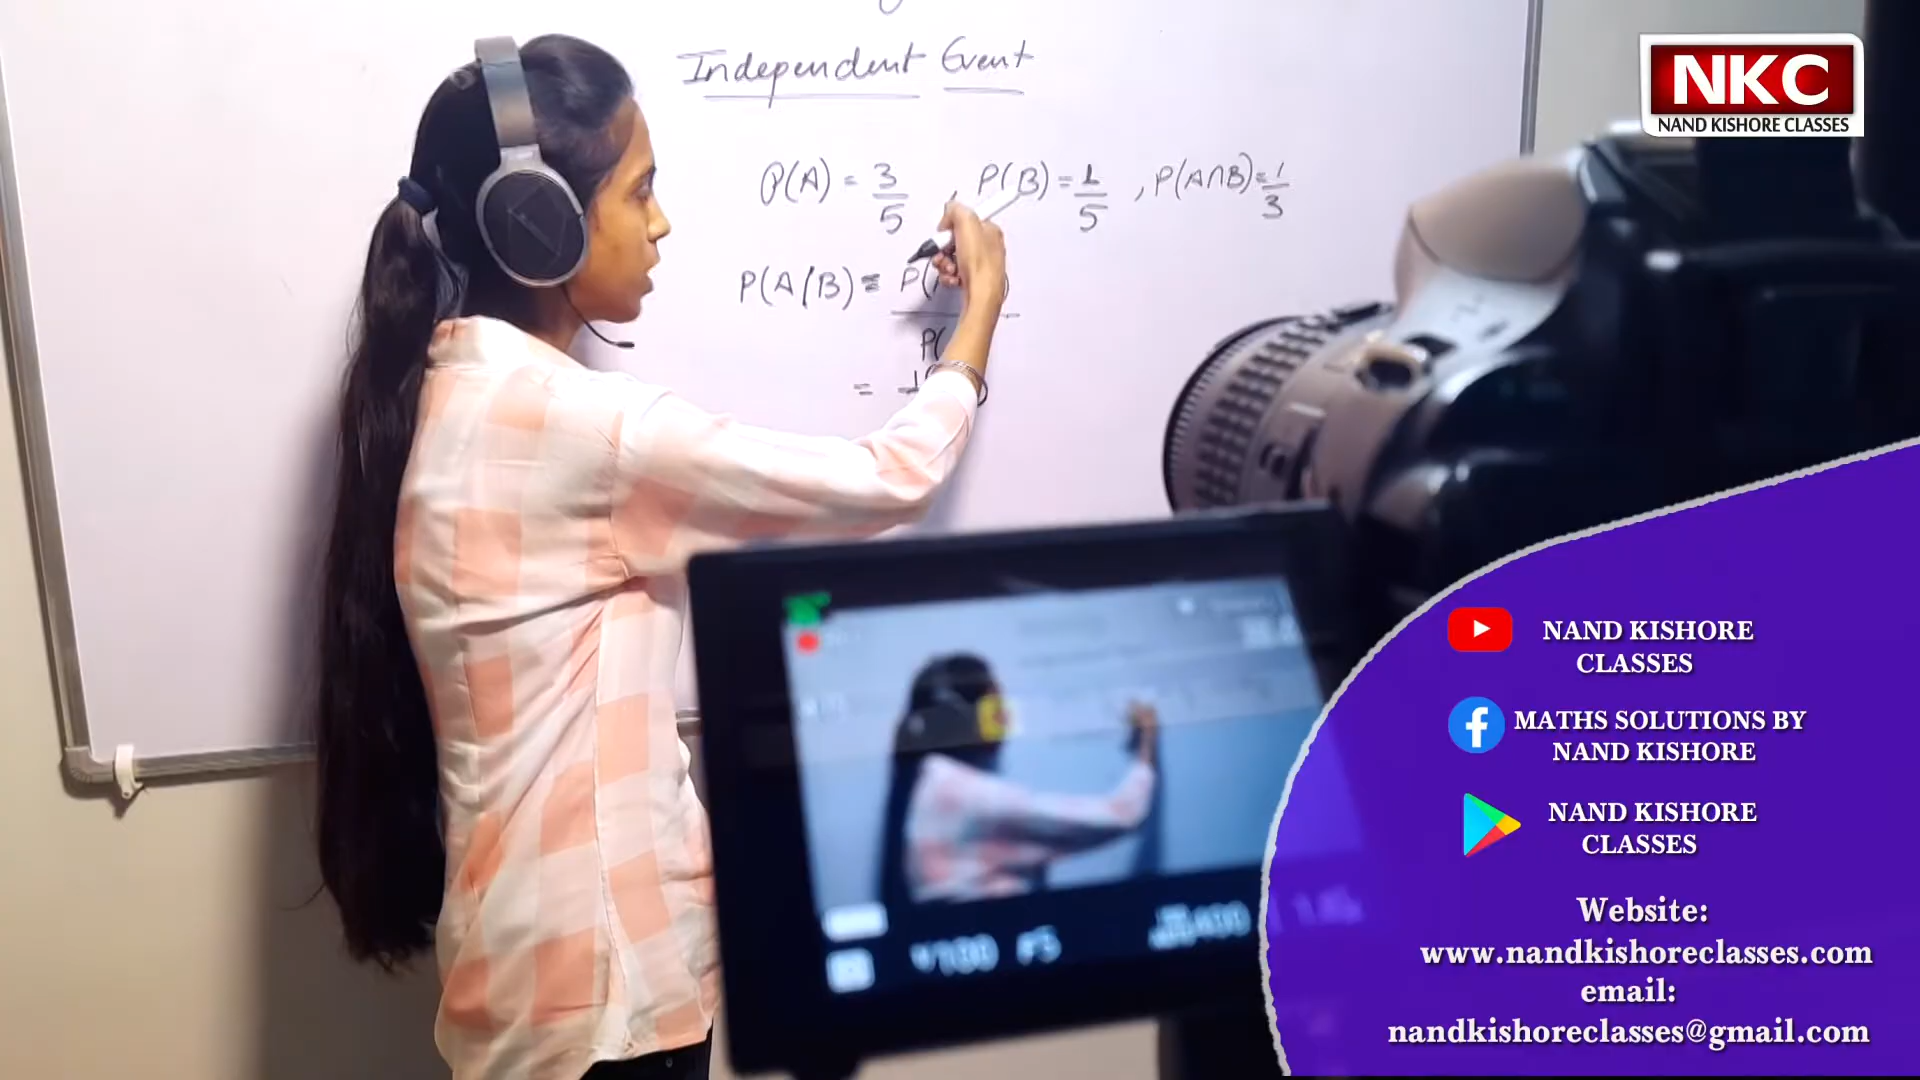 Independent Event
P(A) = 3/5 , P(B) = 1/5 , P(A∩B) = 1/3
P(A/B) = P(
P(
=
NKC
NAND KISHORE CLASSES
NAND KISHORE
CLASSES
MATHS SOLUTIONS BY
NAND KISHORE
NAND KISHORE
CLASSES
Website:
www.nandkishoreclasses.com
email:
nandkishoreclasses@gmail.com